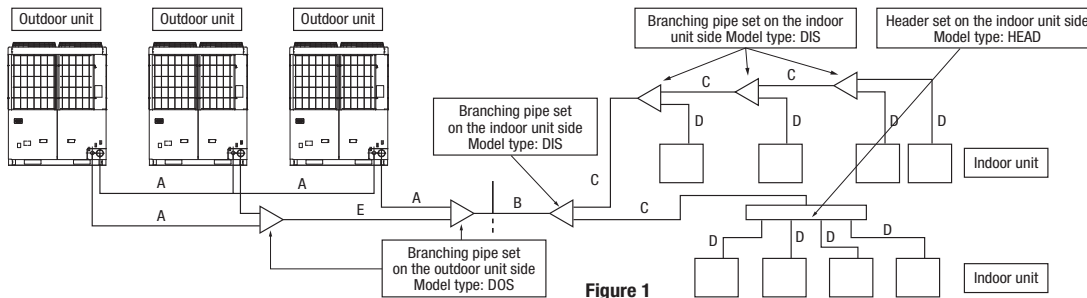 Outdoor unit
Outdoor unit
Outdoor unit
Branching pipe set on the indoor
unit side Model type: DIS
Header set on the indoor unit side
Model type: HEAD
Branching pipe set
on the indoor unit side
Model type: DIS
C
C
D
D
D
D
Indoor unit
C
A
A
A
A
E
B
C
Branching pipe set
on the outdoor unit side
Model type: DOS
D
D
D
D
Indoor unit
Figure 1